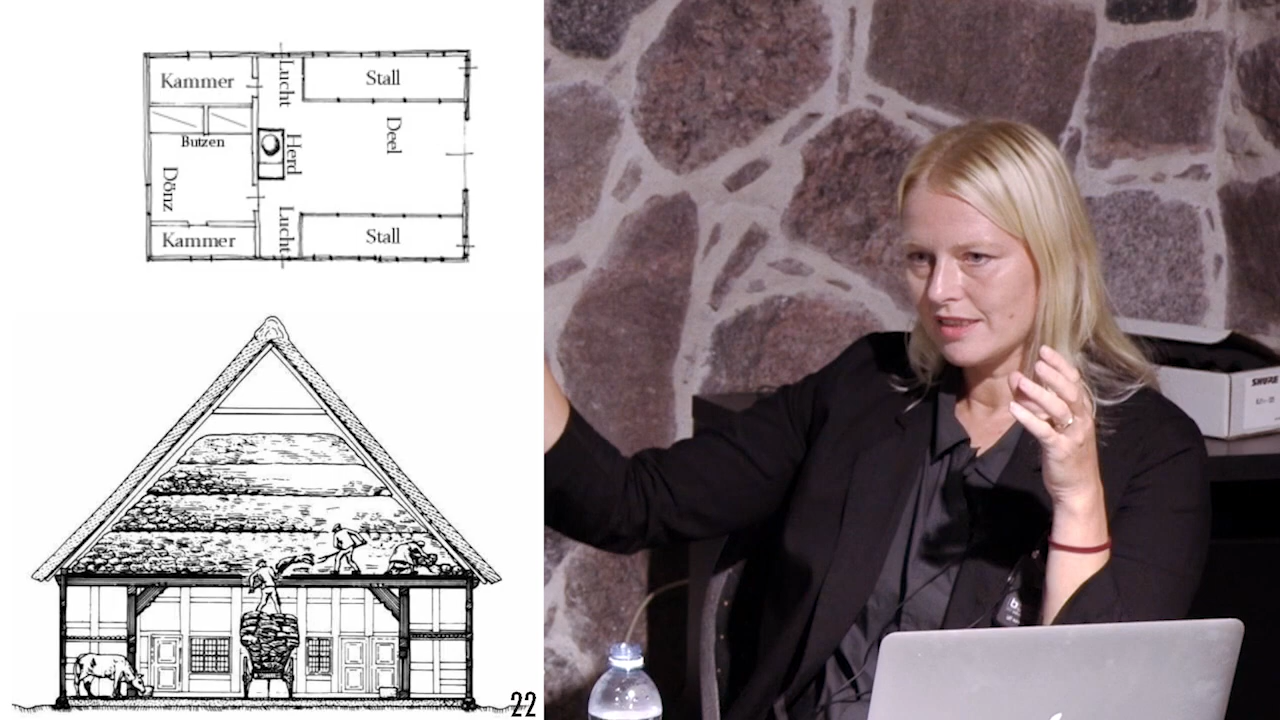 Kammer
Lucht
Stall
Butzen
Herd
Deel
Dönz
Kammer
Lucht
Stall
22
SHURE